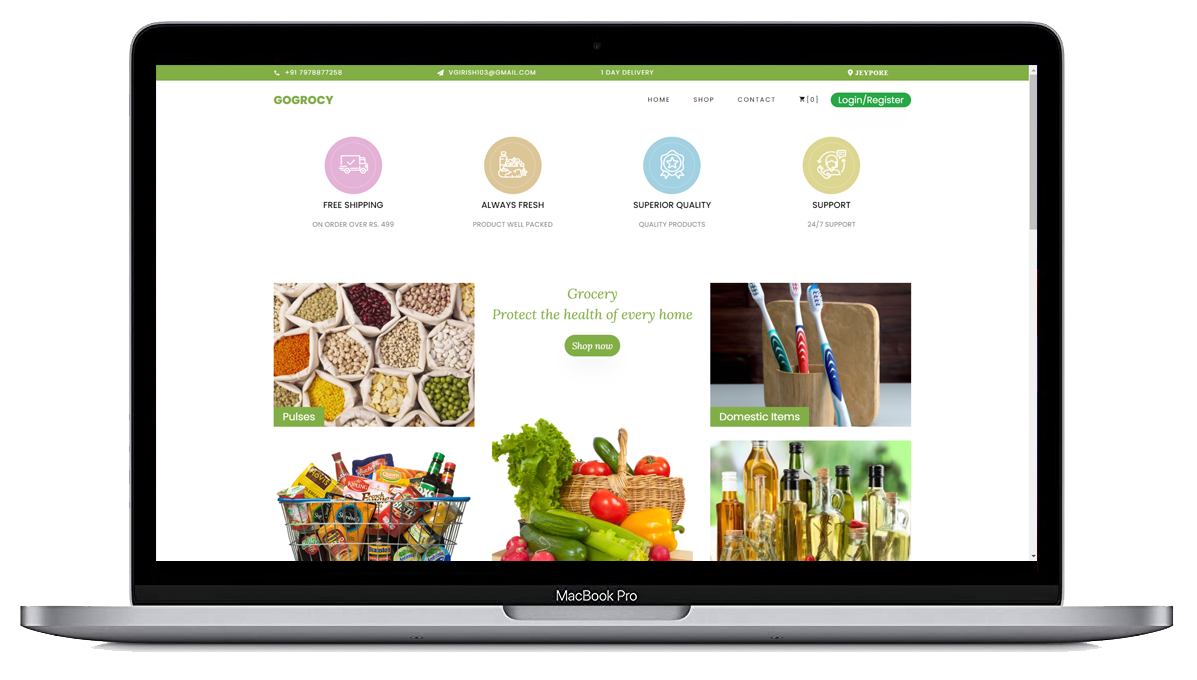 +91 7978877258
VGIRISH103@GMAIL.COM
1 DAY DELIVERY
JEYPORE
GOGROCY
HOME
SHOP
CONTACT
[0]
Login/Register
FREE SHIPPING
ALWAYS FRESH
SUPERIOR QUALITY
SUPPORT
ON ORDER OVER RS. 499
PRODUCT WELL PACKED
QUALITY PRODUCTS
24/7 SUPPORT
Grocery
Protect the health of every home
Shop now
Pulses
Domestic Items
OXO
MacBook Pro